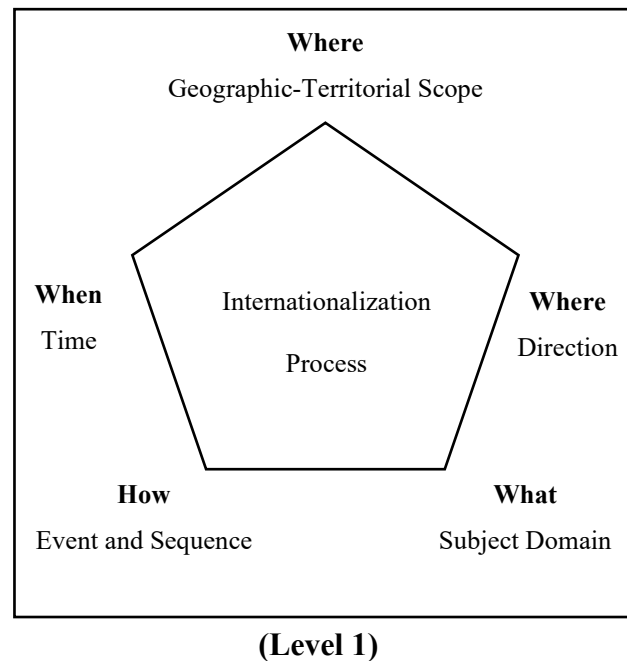 Where
Geographic-Territorial Scope
When
Time
Internationalization
Process
Where
Direction
How
Event and Sequence
What
Subject Domain
(Level 1)